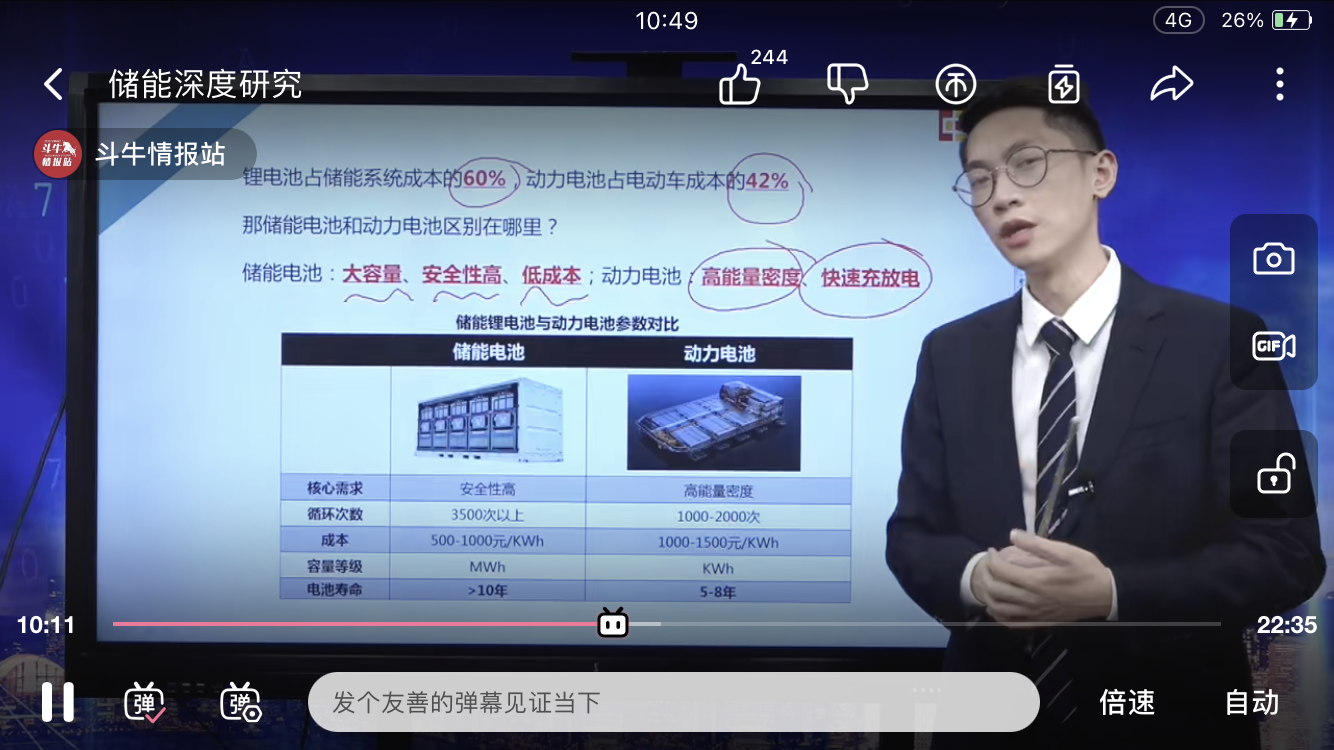 10:49
4G
26%
储能深度研究
244
斗牛情报站
斗牛
情报站
锂电池占储能系统成本的60%，动力电池占电动车成本的42%
那储能电池和动力电池区别在哪里？
储能电池：大容量、安全性高、低成本；动力电池：高能量密度、快速充放电
储能锂电池与动力电池参数对比
储能电池 动力电池
核心需求 安全性高 高能量密度
循环次数 3500次以上 1000-2000次
成本 500-1000元/KWh 1000-1500元/KWh
容量等级 MWh KWh
电池寿命 >10年 5-8年
GIF
10:11
22:35
弹
弹
发个友善的弹幕见证当下
倍速
自动
7